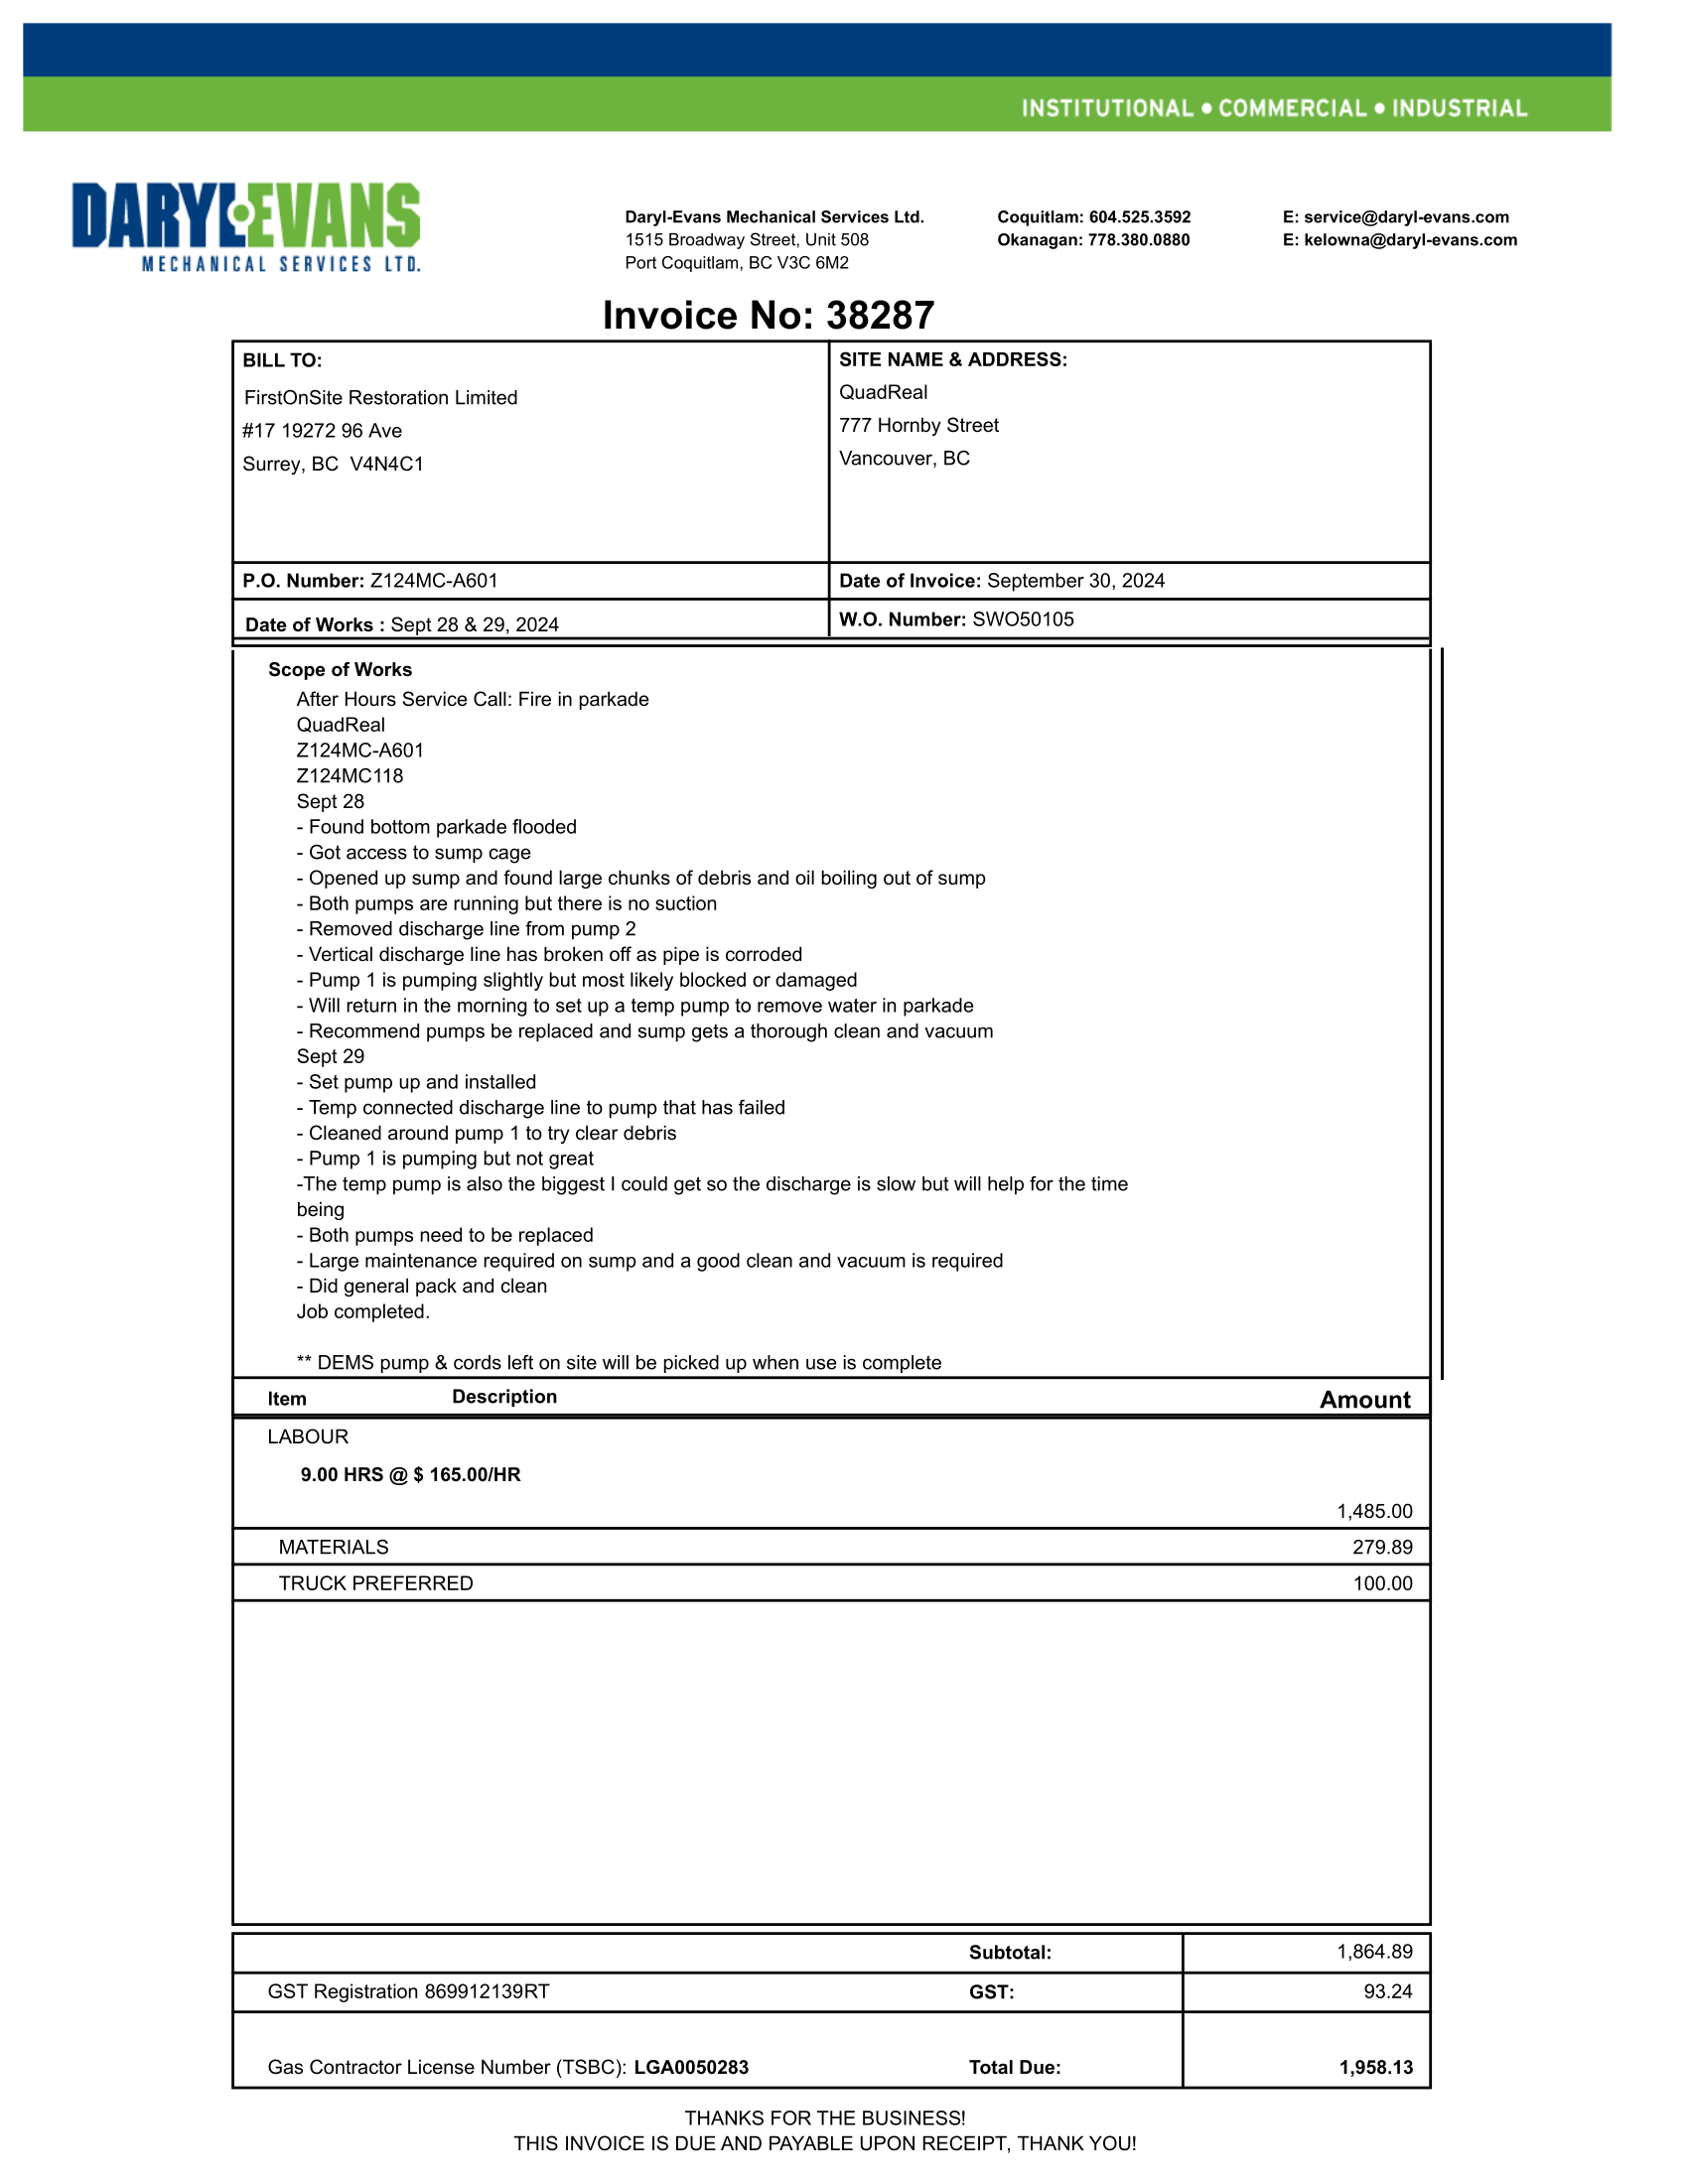 INSTITUTIONAL • COMMERCIAL • INDUSTRIAL
DARYL-EVANS
MECHANICAL SERVICES LTD.
Daryl-Evans Mechanical Services Ltd.
1515 Broadway Street, Unit 508
Port Coquitlam, BC V3C 6M2
Coquitlam: 604.525.3592
Okanagan: 778.380.0880
E: service@daryl-evans.com
E: kelowna@daryl-evans.com
Invoice No: 38287
BILL TO:
FirstOnSite Restoration Limited
#17 19272 96 Ave
Surrey, BC  V4N4C1
SITE NAME & ADDRESS:
QuadReal
777 Hornby Street
Vancouver, BC
P.O. Number: Z124MC-A601
Date of Invoice: September 30, 2024
Date of Works : Sept 28 & 29, 2024
W.O. Number: SWO50105
Scope of Works
After Hours Service Call: Fire in parkade
QuadReal
Z124MC-A601
Z124MC118
Sept 28
- Found bottom parkade flooded
- Got access to sump cage
- Opened up sump and found large chunks of debris and oil boiling out of sump
- Both pumps are running but there is no suction
- Removed discharge line from pump 2
- Vertical discharge line has broken off as pipe is corroded
- Pump 1 is pumping slightly but most likely blocked or damaged
- Will return in the morning to set up a temp pump to remove water in parkade
- Recommend pumps be replaced and sump gets a thorough clean and vacuum
Sept 29
- Set pump up and installed
- Temp connected discharge line to pump that has failed
- Cleaned around pump 1 to try clear debris
- Pump 1 is pumping but not great
-The temp pump is also the biggest I could get so the discharge is slow but will help for the time
being
- Both pumps need to be replaced
- Large maintenance required on sump and a good clean and vacuum is required
- Did general pack and clean
Job completed.
** DEMS pump & cords left on site will be picked up when use is complete
Item Description Amount
LABOUR
9.00 HRS @ $ 165.00/HR
1,485.00
MATERIALS 279.89
TRUCK PREFERRED 100.00
Subtotal: 1,864.89
GST Registration 869912139RT GST: 93.24
Gas Contractor License Number (TSBC): LGA0050283 Total Due: 1,958.13
THANKS FOR THE BUSINESS!
THIS INVOICE IS DUE AND PAYABLE UPON RECEIPT, THANK YOU!